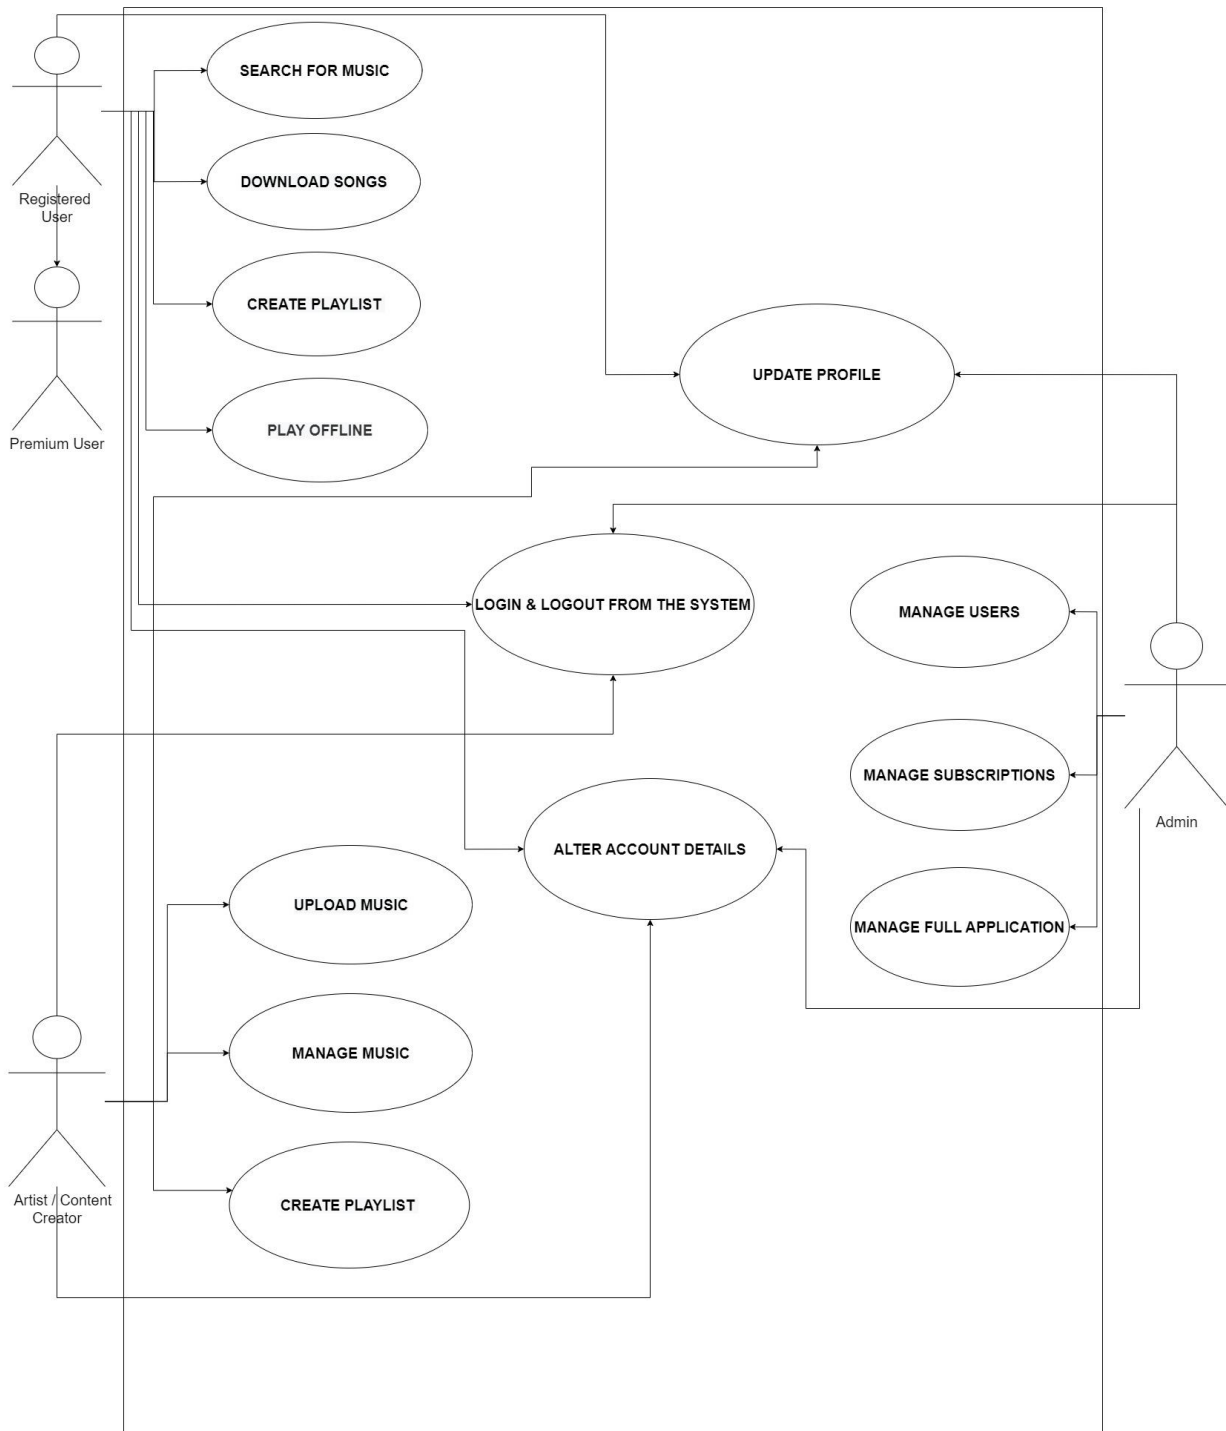 SEARCH FOR MUSIC
DOWNLOAD SONGS
Registered
User
CREATE PLAYLIST
UPDATE PROFILE
PLAY OFFLINE
Premium User
LOGIN & LOGOUT FROM THE SYSTEM
MANAGE USERS
MANAGE SUBSCRIPTIONS
Admin
ALTER ACCOUNT DETAILS
UPLOAD MUSIC
MANAGE FULL APPLICATION
MANAGE MUSIC
Artist / Content
Creator
CREATE PLAYLIST